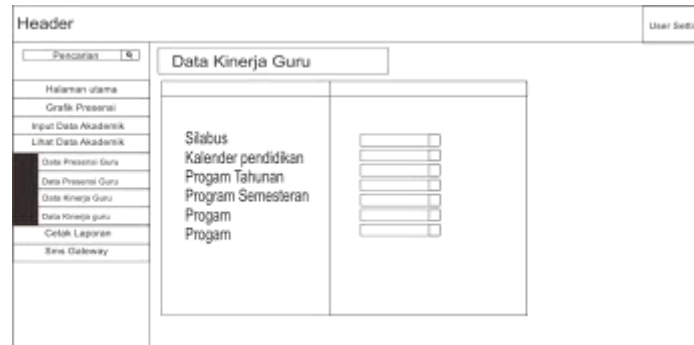 Header
User Setti
Pencarian
Data Kinerja Guru
Halaman utama
Grafik Presensi
Input Data Akademik
Lihat Data Akademik
Data Presensi Guru
Data Presensi Guru
Data Kinerja Guru
Data Kinerja guru
Cetak Laporan
Sms Gateway
Silabus
Kalender pendidikan
Progam Tahunan
Program Semesteran
Progam
Progam